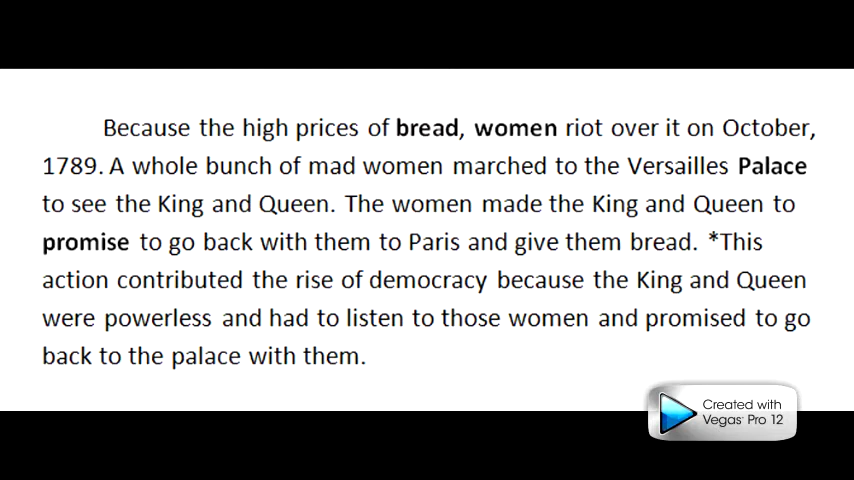 Because the high prices of bread, women riot over it on October,
1789. A whole bunch of mad women marched to the Versailles Palace
to see the King and Queen. The women made the King and Queen to
promise to go back with them to Paris and give them bread. *This
action contributed the rise of democracy because the King and Queen
were powerless and had to listen to those women and promised to go
back to the palace with them.
Created with
Vegas Pro 12